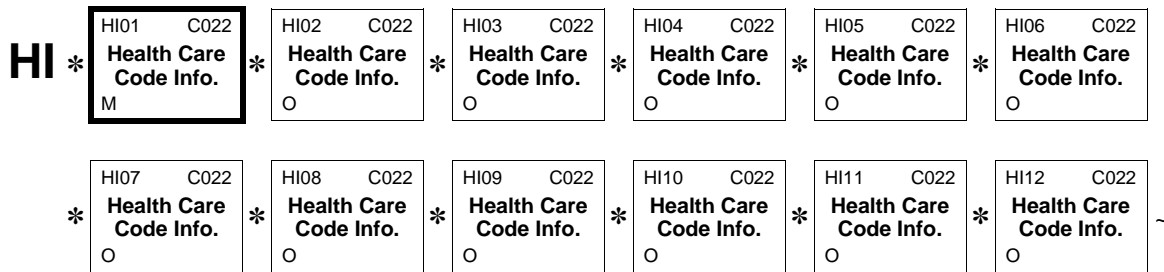 HI * HI01 C022 * HI02 C022 * HI03 C022 * HI04 C022 * HI05 C022 * HI06 C022
Health Care Health Care Health Care Health Care Health Care Health Care
Code Info. Code Info. Code Info. Code Info. Code Info. Code Info.
M O O O O O
* HI07 C022 * HI08 C022 * HI09 C022 * HI10 C022 * HI11 C022 * HI12 C022 ~
Health Care Health Care Health Care Health Care Health Care Health Care
Code Info. Code Info. Code Info. Code Info. Code Info. Code Info.
O O O O O O